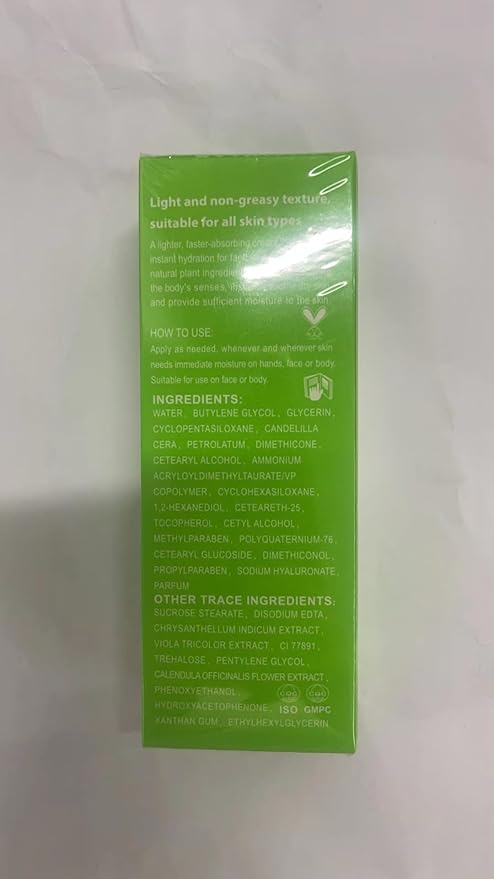 Light and non-greasy texture,
suitable for all skin types
A lighter, faster-absorbing cream
instant hydration for fac
natural plant ingredie
the body's senses, ins
and provide sufficient moisture to the skin.
HOW TO USE:
Apply as needed, whenever and wherever skin
needs immediate moisture on hands, face or body.
Suitable for use on face or body.
INGREDIENTS:
WATER, BUTYLENE GLYCOL, GLYCERIN,
CYCLOPENTASILOXANE, CANDELILLA
CERA, PETROLATUM, DIMETHICONE,
CETEARYL ALCOHOL, AMMONIUM
ACRYLOYLDIMETHYLTAURATE/VP
COPOLYMER, CYCLOHEXASILOXANE,
1,2-HEXANEDIOL, CETEARETH-25,
TOCOPHEROL, CETYL ALCOHOL,
METHYLPARABEN, POLYQUATERNIUM-76,
CETEARYL GLUCOSIDE, DIMETHICONOL,
PROPYLPARABEN, SODIUM HYALURONATE,
PARFUM
OTHER TRACE INGREDIENTS:
SUCROSE STEARATE, DISODIUM EDTA,
CHRYSANTHELLUM INDICUM EXTRACT,
VIOLA TRICOLOR EXTRACT, CI 77891,
TREHALOSE, PENTYLENE GLYCOL,
CALENDULA OFFICINALIS FLOWER EXTRACT,
PHENOXYETHANOL,
HYDROXYACETOPHENONE, ISO GMPC
XANTHAN GUM, ETHYLHEXYLGLYCERIN